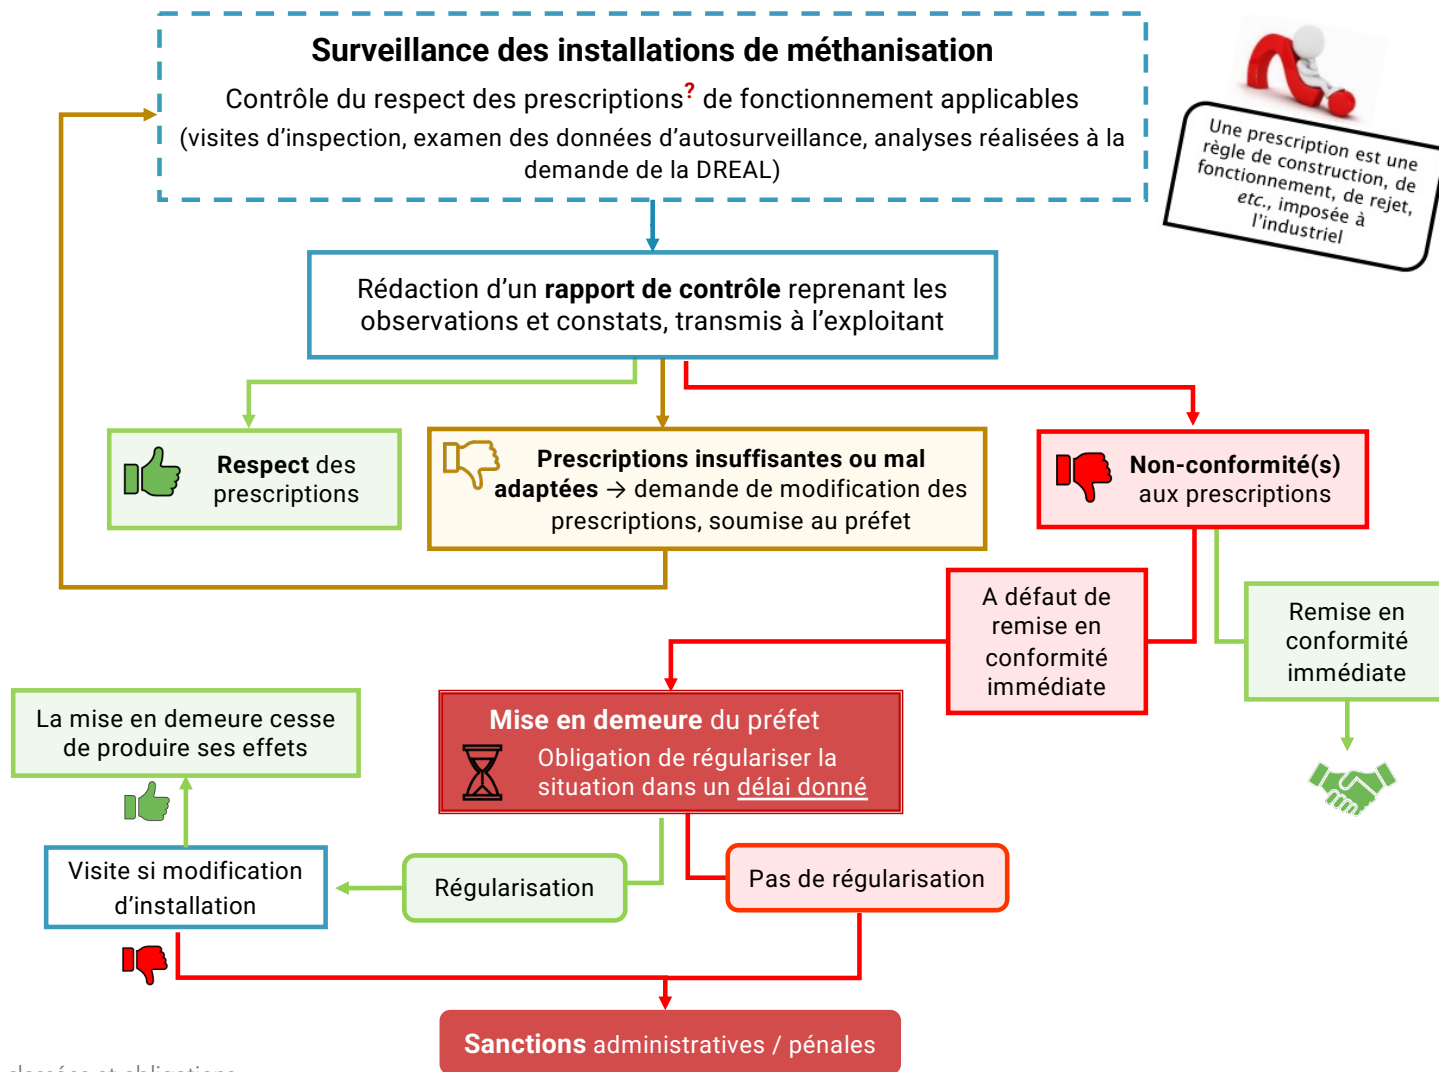 Surveillance des installations de méthanisation
Contrôle du respect des prescriptions? de fonctionnement applicables
(visites d'inspection, examen des données d'autosurveillance, analyses réalisées à la
demande de la DREAL)
Une prescription est une
règle de construction, de
fonctionnement, de rejet,
etc., imposée à
l'industriel
Rédaction d'un rapport de contrôle reprenant les
observations et constats, transmis à l'exploitant
Respect des
prescriptions
Prescriptions insuffisantes ou mal
adaptées → demande de modification des
prescriptions, soumise au préfet
Non-conformité(s)
aux prescriptions
A défaut de
remise en
conformité
immédiate
Remise en
conformité
immédiate
Mise en demeure du préfet
Obligation de régulariser la
situation dans un délai donné
La mise en demeure cesse
de produire ses effets
Visite si modification
d'installation
Régularisation
Pas de régularisation
Sanctions administratives / pénales